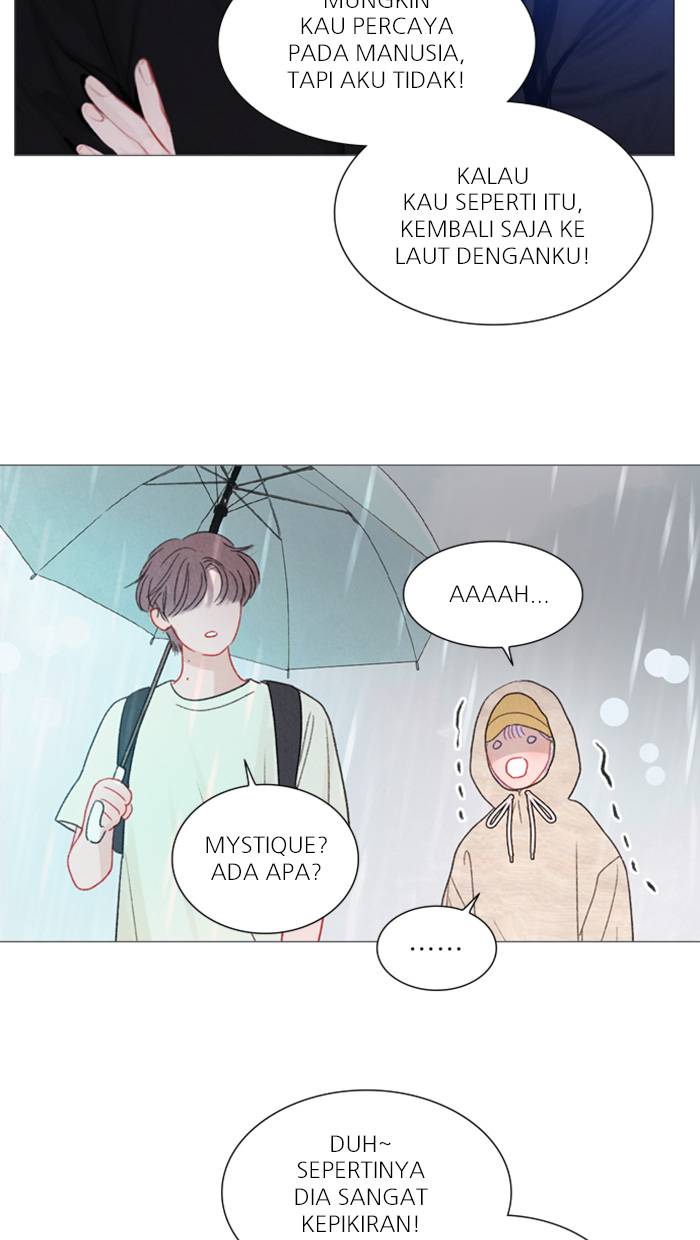 MUNGKIN
KAU PERCAYA
PADA MANUSIA,
TAPI AKU TIDAK!
KALAU
KAU SEPERTI ITU,
KEMBALI SAJA KE
LAUT DENGANKU!
AAAAH...
MYSTIQUE?
ADA APA?
......
DUH~
SEPERTINYA
DIA SANGAT
KEPIKIRAN!